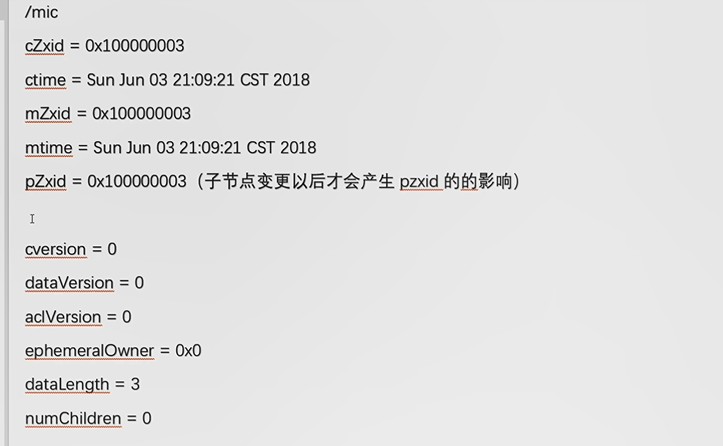 /mic
cZxid = 0x100000003
ctime = Sun Jun 03 21:09:21 CST 2018
mZxid = 0x100000003
mtime = Sun Jun 03 21:09:21 CST 2018
pZxid = 0x100000003（子节点变更以后才会产生 pzxid 的的影响）
cversion = 0
dataVersion = 0
aclVersion = 0
ephemeralOwner = 0x0
dataLength = 3
numChildren = 0